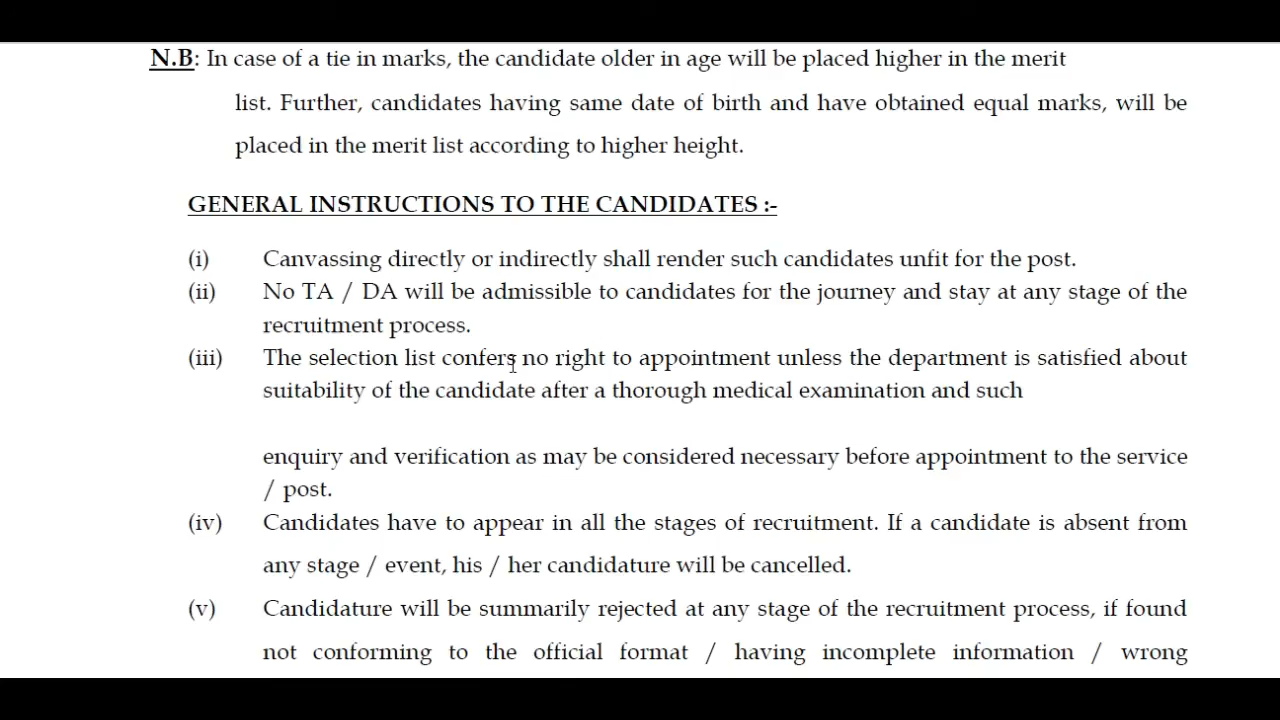 N.B: In case of a tie in marks, the candidate older in age will be placed higher in the merit
list. Further, candidates having same date of birth and have obtained equal marks, will be
placed in the merit list according to higher height.
GENERAL INSTRUCTIONS TO THE CANDIDATES :-
(i) Canvassing directly or indirectly shall render such candidates unfit for the post.
(ii) No TA / DA will be admissible to candidates for the journey and stay at any stage of the
recruitment process.
(iii) The selection list confers no right to appointment unless the department is satisfied about
suitability of the candidate after a thorough medical examination and such
enquiry and verification as may be considered necessary before appointment to the service
/ post.
(iv) Candidates have to appear in all the stages of recruitment. If a candidate is absent from
any stage / event, his / her candidature will be cancelled.
(v) Candidature will be summarily rejected at any stage of the recruitment process, if found
not conforming to the official format / having incomplete information / wrong